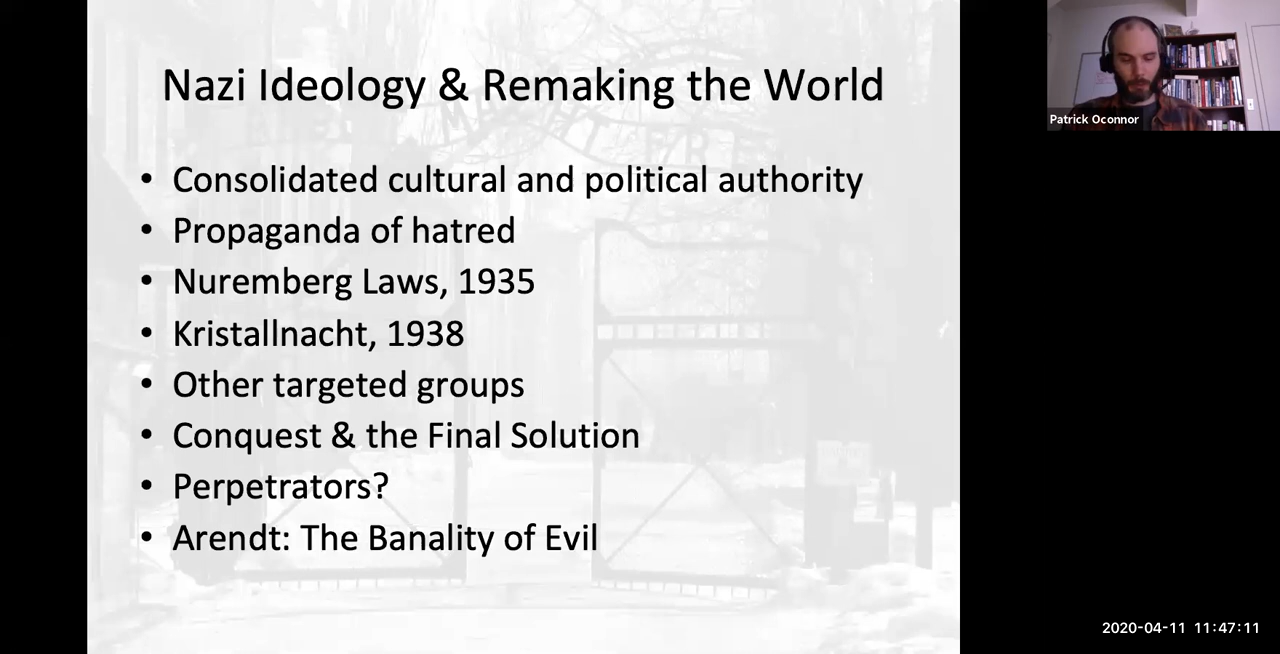 Nazi Ideology & Remaking the World
• Consolidated cultural and political authority
• Propaganda of hatred
• Nuremberg Laws, 1935
• Kristallnacht, 1938
• Other targeted groups
• Conquest & the Final Solution
• Perpetrators?
• Arendt: The Banality of Evil
Patrick Oconnor
2020-04-11 11:47:11